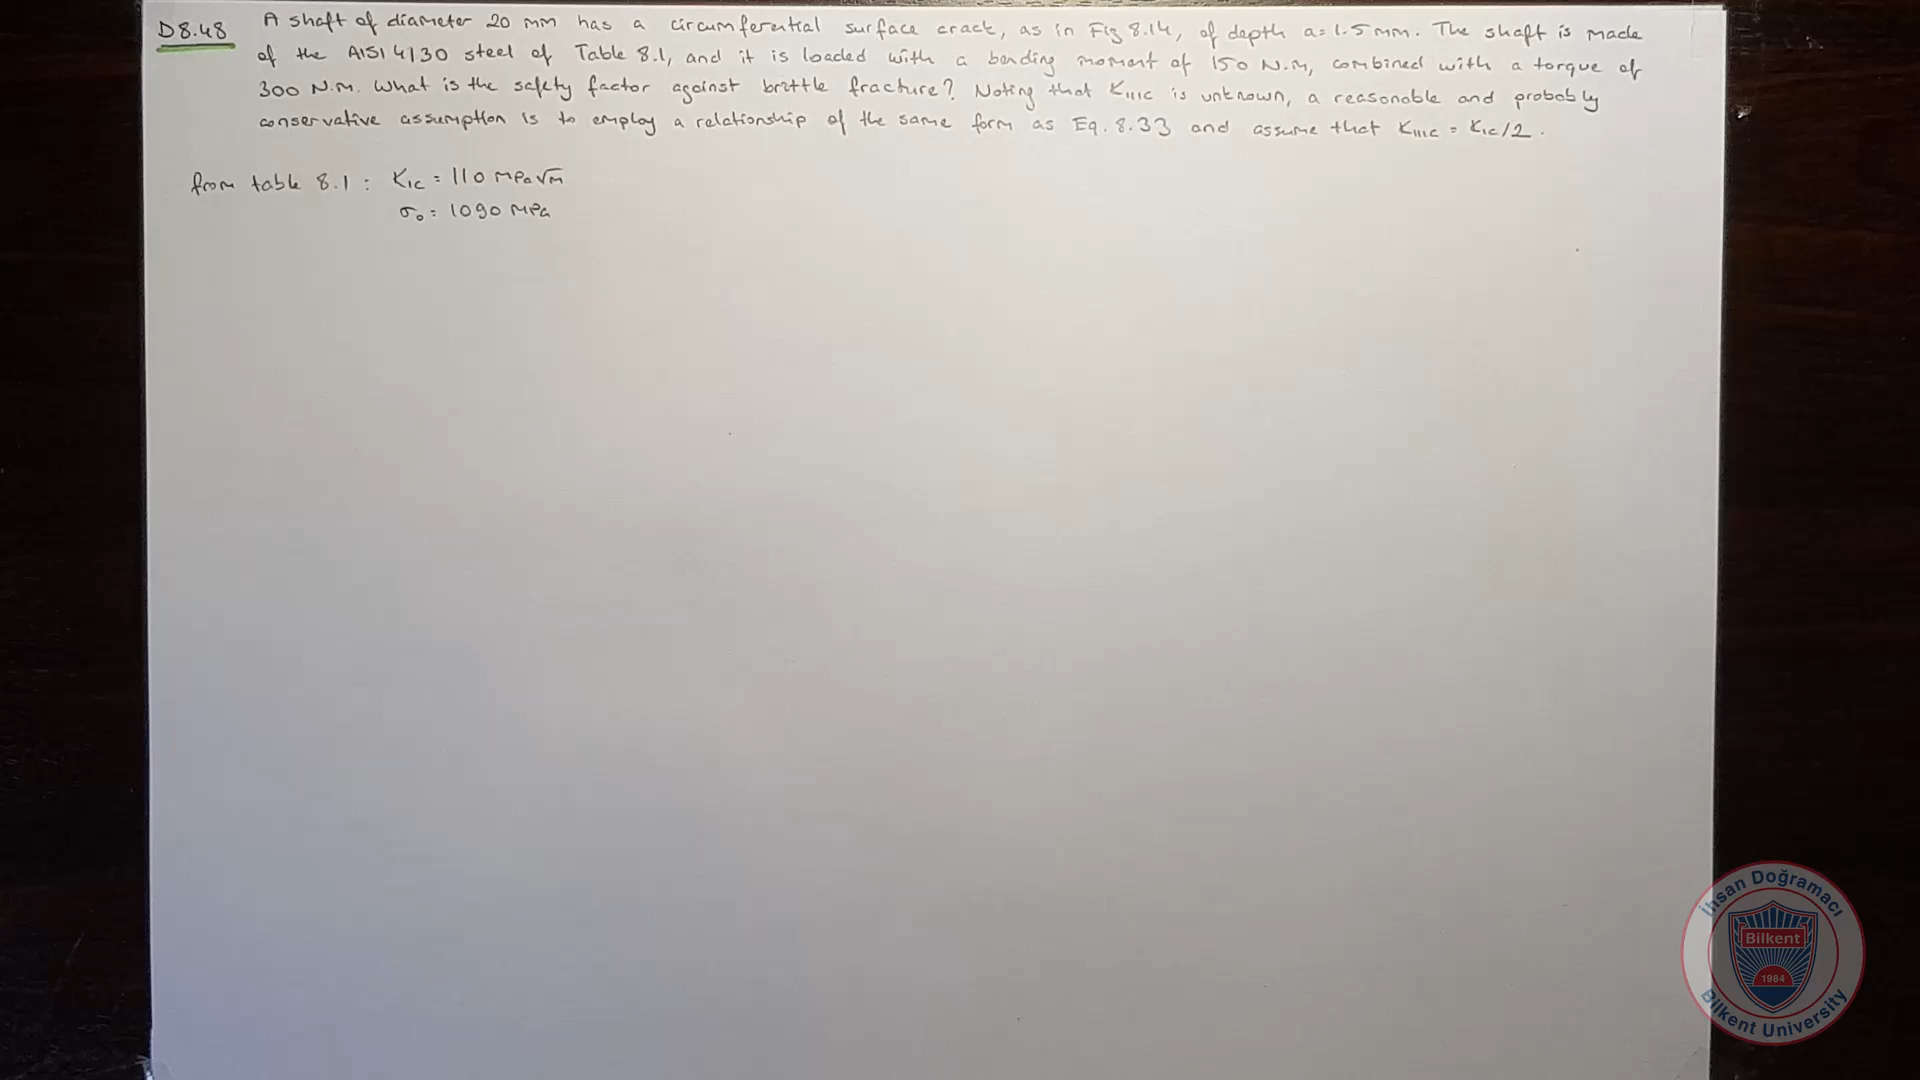 D8.48 A shaft of diameter 20 mm has a circumferential surface crack, as in Fig 8.14, of depth a = 1.5 mm. The shaft is made
of the AISI 4130 steel of Table 8.1, and it is loaded with a bending moment of 150 N.m, combined with a torque of
300 N.m. What is the safety factor against brittle fracture? Noting that KIIIC is unknown, a reasonable and probably
conservative assumption is to employ a relationship of the same form as Eq. 8.33 and assume that KIIIC = KIC/2.
from table 8.1 : KIC = 110 MPa√m
σo = 1090 MPa
İhsan Doğramacı
Bilkent
1984
Bilkent University